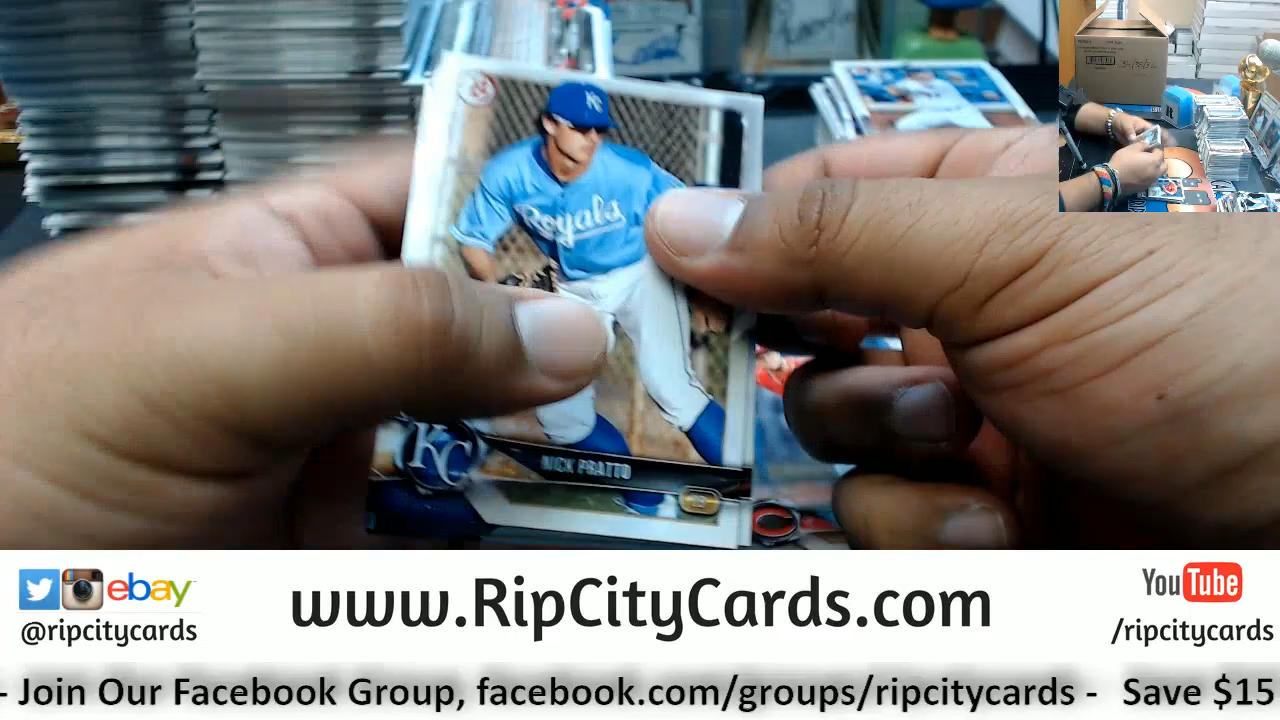 Royals
KC
NICK PRATTO
ebay
@ripcitycards
www.RipCityCards.com
YouTube
/ripcitycards
- Join Our Facebook Group, facebook.com/groups/ripcitycards - Save $15